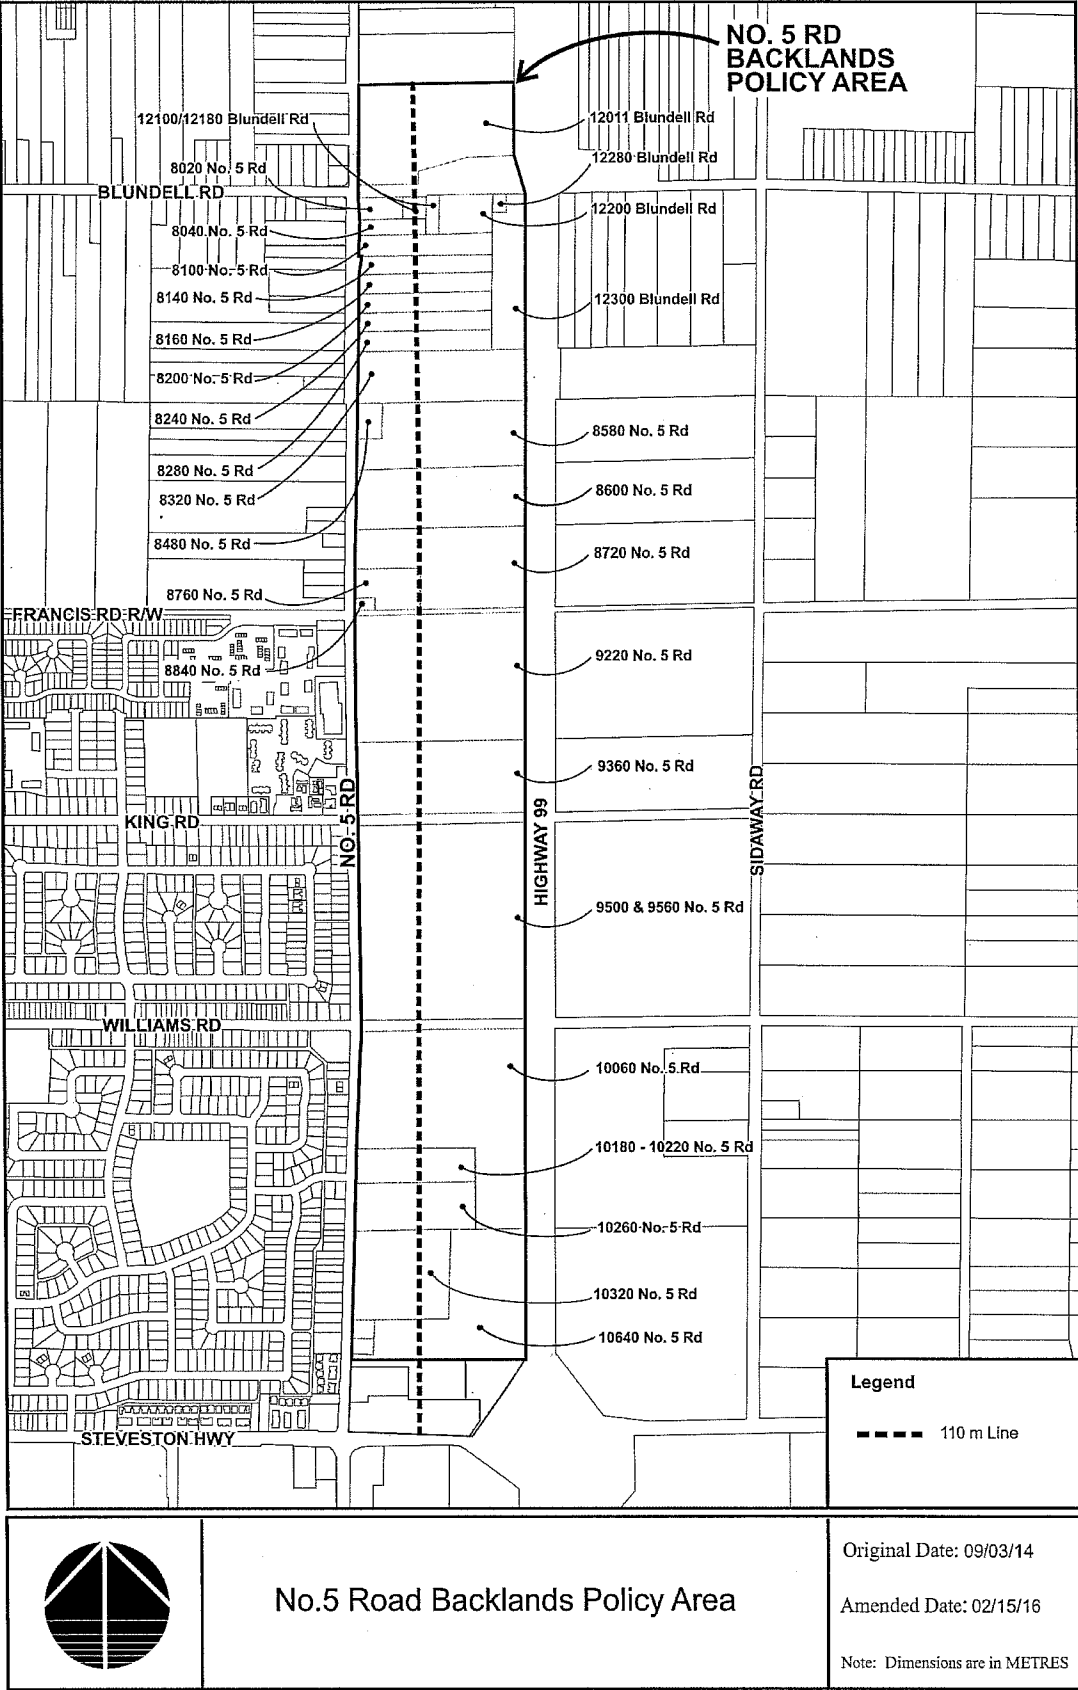 NO. 5 RD
BACKLANDS
POLICY AREA
12100/12180 Blundell Rd
12011 Blundell Rd
8020 No. 5 Rd
12280 Blundell Rd
BLUNDELL RD
12200 Blundell Rd
8040 No. 5 Rd
8100 No. 5 Rd
8140 No. 5 Rd
12300 Blundell Rd
8160 No. 5 Rd
8200 No. 5 Rd
8240 No. 5 Rd
8580 No. 5 Rd
8280 No. 5 Rd
8320 No. 5 Rd
8600 No. 5 Rd
8480 No. 5 Rd
8720 No. 5 Rd
8760 No. 5 Rd
FRANCIS RD R/W
8840 No. 5 Rd
9220 No. 5 Rd
9360 No. 5 Rd
KING RD
NO. 5 RD
HIGHWAY 99
SIDAWAY RD
9500 & 9560 No. 5 Rd
WILLIAMS RD
10060 No. 5 Rd
10180 - 10220 No. 5 Rd
10260 No. 5 Rd
10320 No. 5 Rd
10640 No. 5 Rd
STEVESTON HWY
Legend
110 m Line
No.5 Road Backlands Policy Area
Original Date: 09/03/14
Amended Date: 02/15/16
Note: Dimensions are in METRES